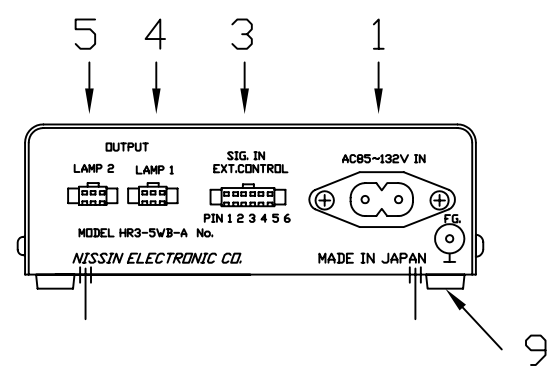 5 4 3 1
OUTPUT
LAMP 2 LAMP 1
SIG. IN
EXT.CONTROL
AC85~132V IN
PIN 1 2 3 4 5 6
FG.
MODEL HR3-5WB-A No.
NISSIN ELECTRONIC CO.
MADE IN JAPAN
9